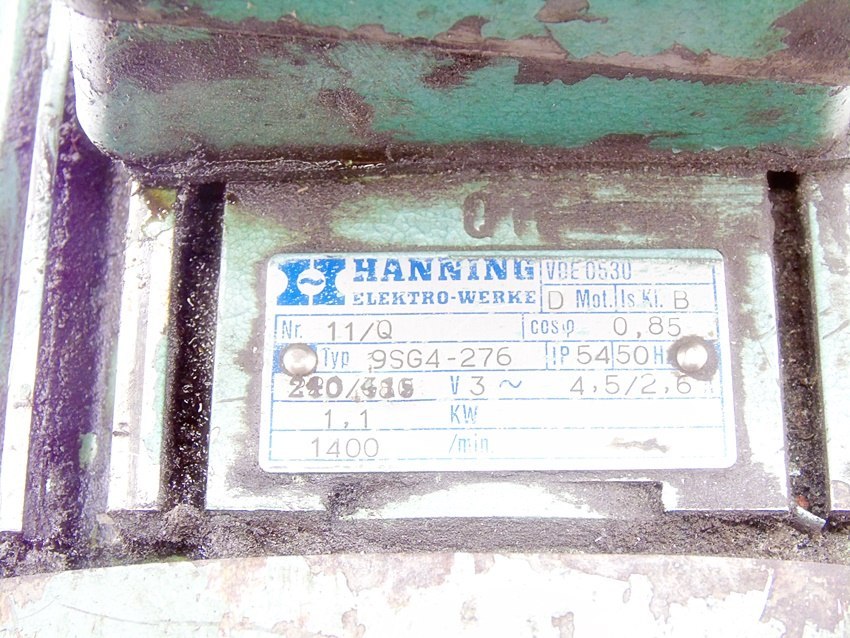 HANNING VDE 0530
ELEKTRO-WERKE D Mot. Is Kl. B
Nr. 11/Q cosφ 0,85
Typ 9SG4-276 IP 54 50 H
V 3 ~ 4,5/2,6
1,1 KW
1400 /min